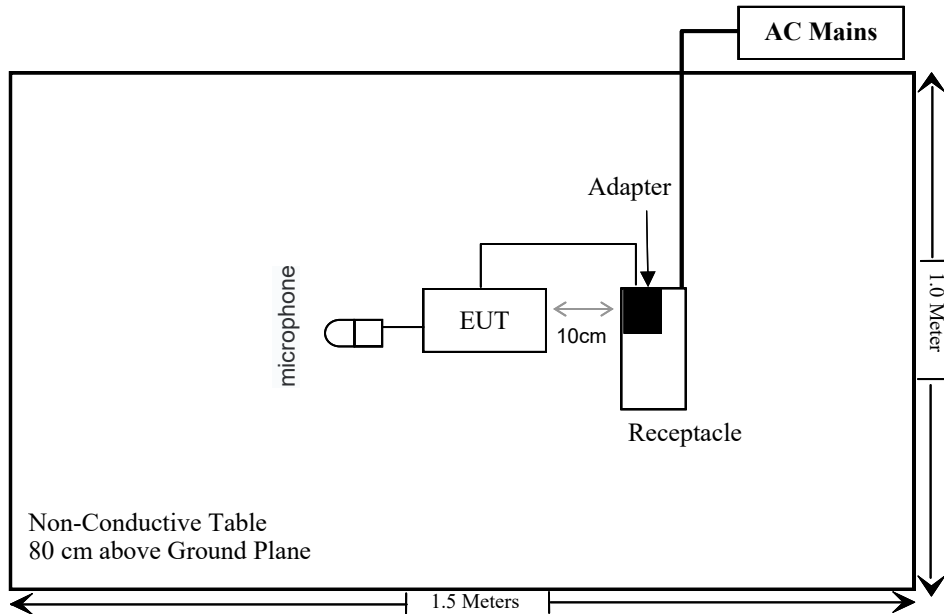 AC Mains
Adapter
microphone
EUT
10cm
1.0 Meter
Receptacle
Non-Conductive Table
80 cm above Ground Plane
1.5 Meters